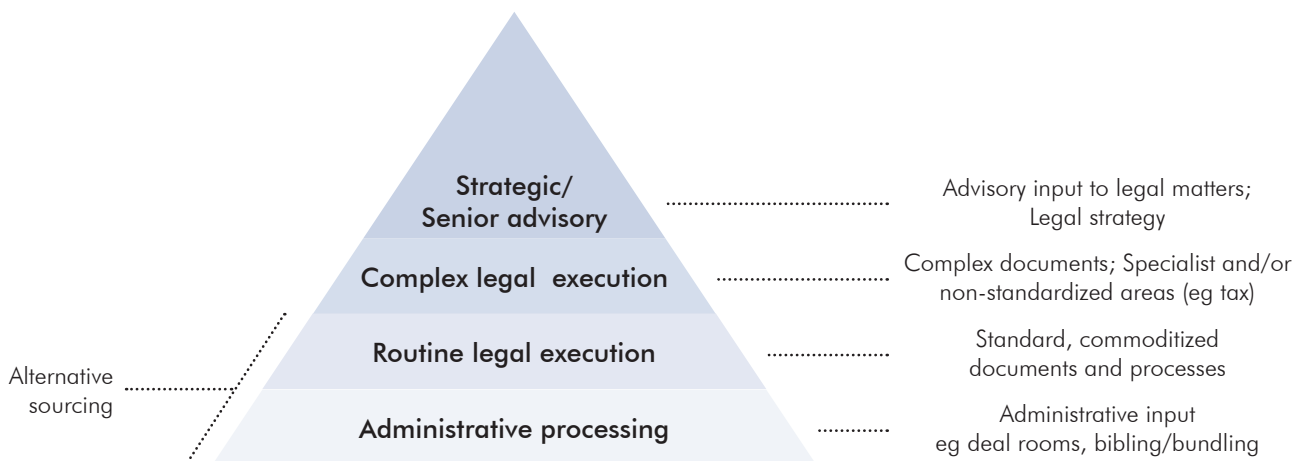 Strategic/
Senior advisory
Advisory input to legal matters;
Legal strategy
Complex legal execution
Complex documents; Specialist and/or
non-standardized areas (eg tax)
Routine legal execution
Standard, commoditized
documents and processes
Alternative
sourcing
Administrative processing
Administrative input
eg deal rooms, bibling/bundling